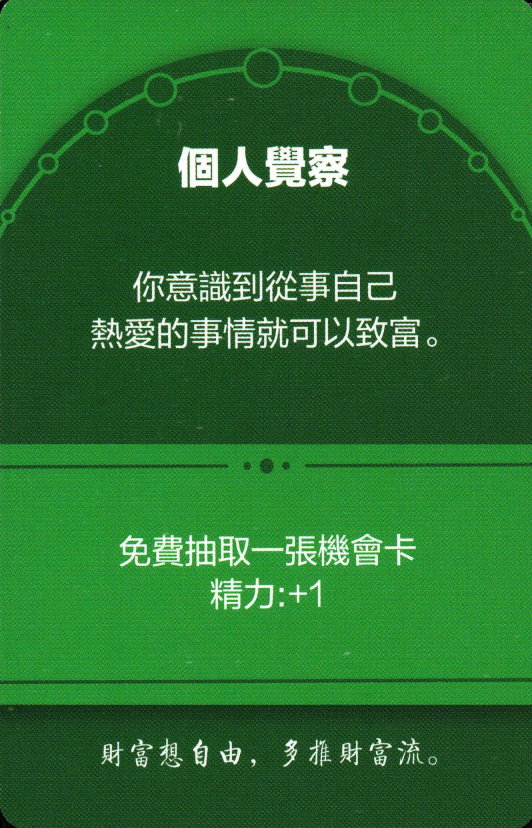 個人覺察
你意識到從事自己
熱愛的事情就可以致富。
免費抽取一張機會卡
精力:+1
財富想自由，多推財富流。